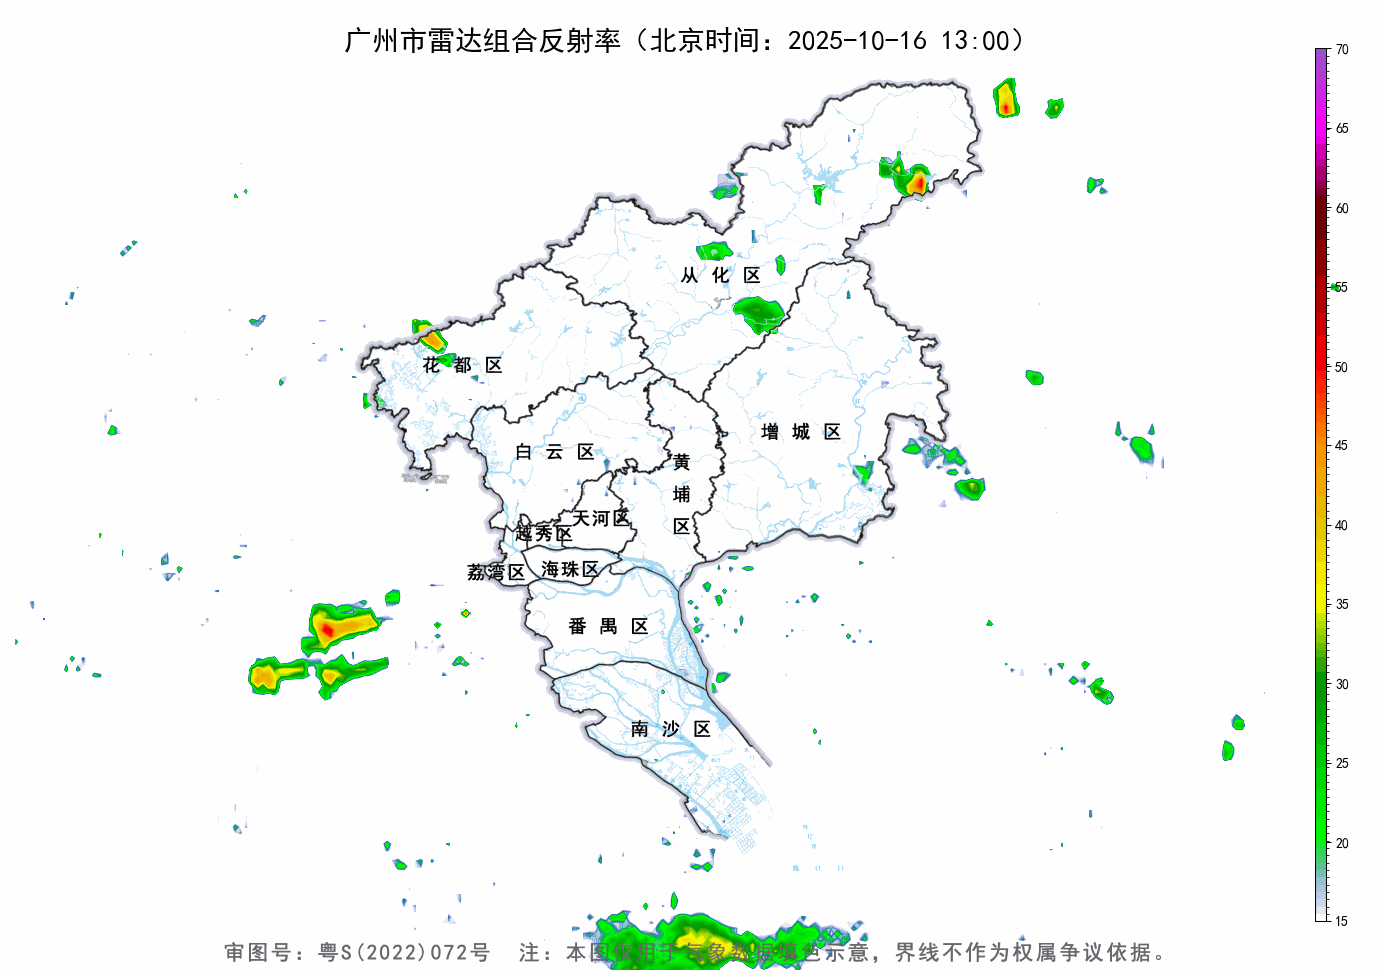 广州市雷达组合反射率（北京时间：2025-10-16 13:00）
70
65
60
55
50
45
40
35
30
25
20
15
从化区
花都区
增城区
白云区
黄埔区
天河区
越秀区
荔湾区
海珠区
番禺区
南沙区
审图号：粤S(2022)072号 注：本图仅用于气象数据填色示意，界线不作为权属争议依据。